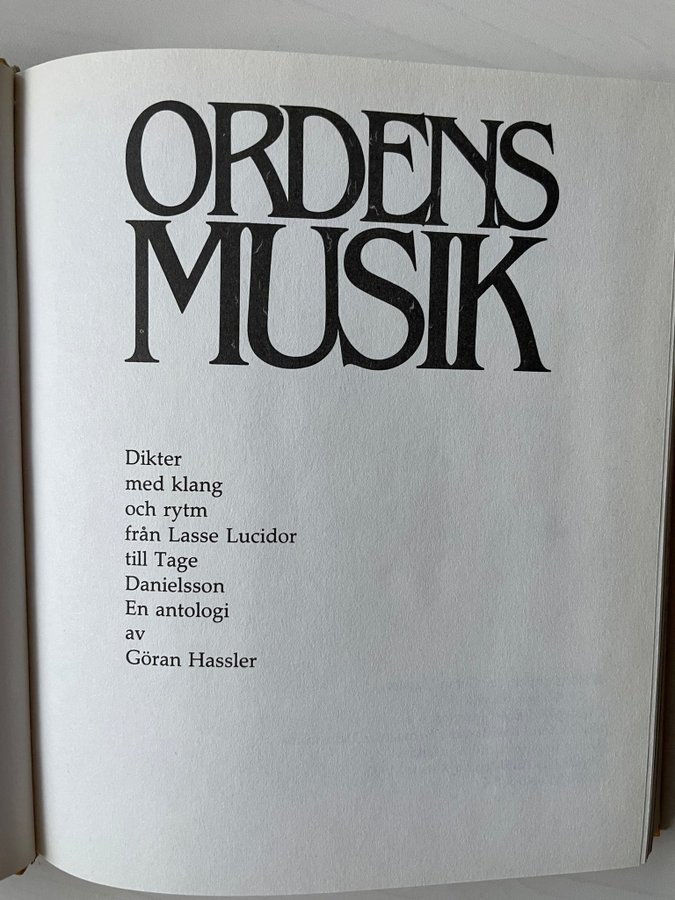 ORDENS
MUSIK
Dikter
med klang
och rytm
från Lasse Lucidor
till Tage
Danielsson
En antologi
av
Göran Hassler